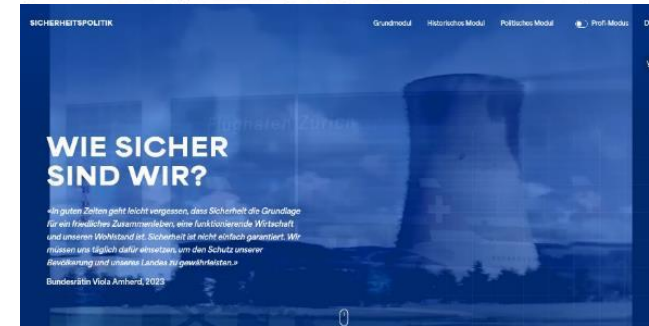 SICHERHEITSPOLITIK
Grundmodul Historisches Modul Politisches Modul Profi-Modus D
Flughafen Zürich
WIE SICHER
SIND WIR?
«In guten Zeiten geht leicht vergessen, dass Sicherheit die Grundlage
für ein friedliches Zusammenleben, eine funktionierende Wirtschaft
und unseren Wohlstand ist. Sicherheit ist nicht einfach garantiert. Wir
müssen uns täglich dafür einsetzen, um den Schutz unserer
Bevölkerung und unseres Landes zu gewährleisten.»
Bundesrätin Viola Amherd, 2023